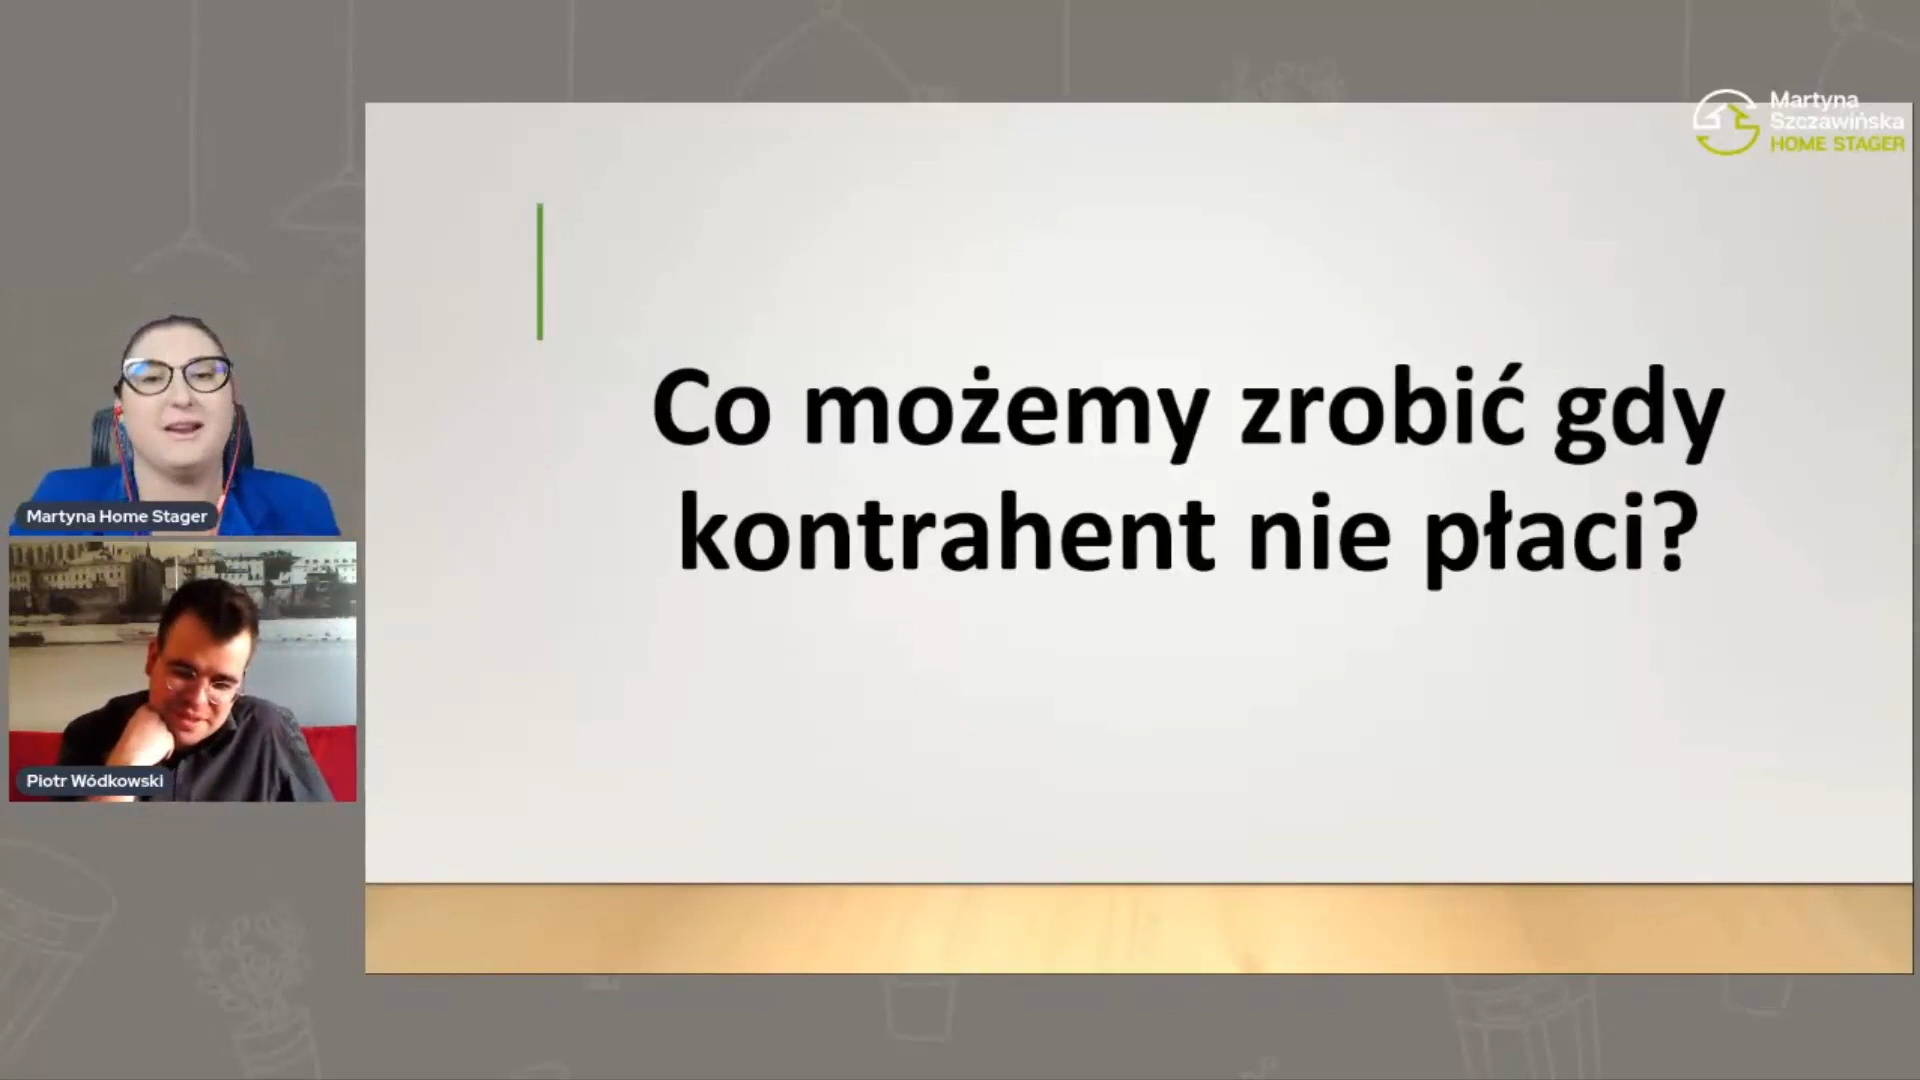 Martyna
Szczawińska
HOME STAGER
Co możemy zrobić gdy
kontrahent nie płaci?
Martyna Home Stager
Piotr Wódkowski